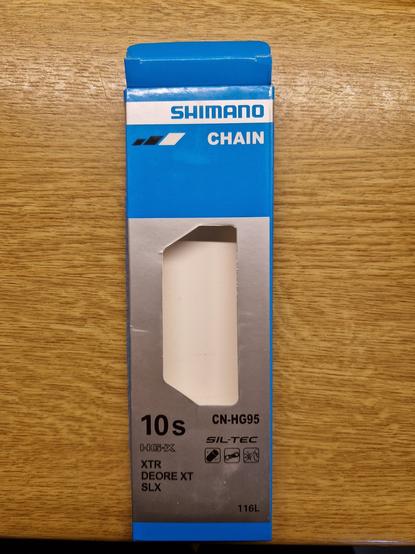 SHIMANO
CHAIN
10s
CN-HG95
HG-X
SIL-TEC
XTR
DEORE XT
SLX
116L